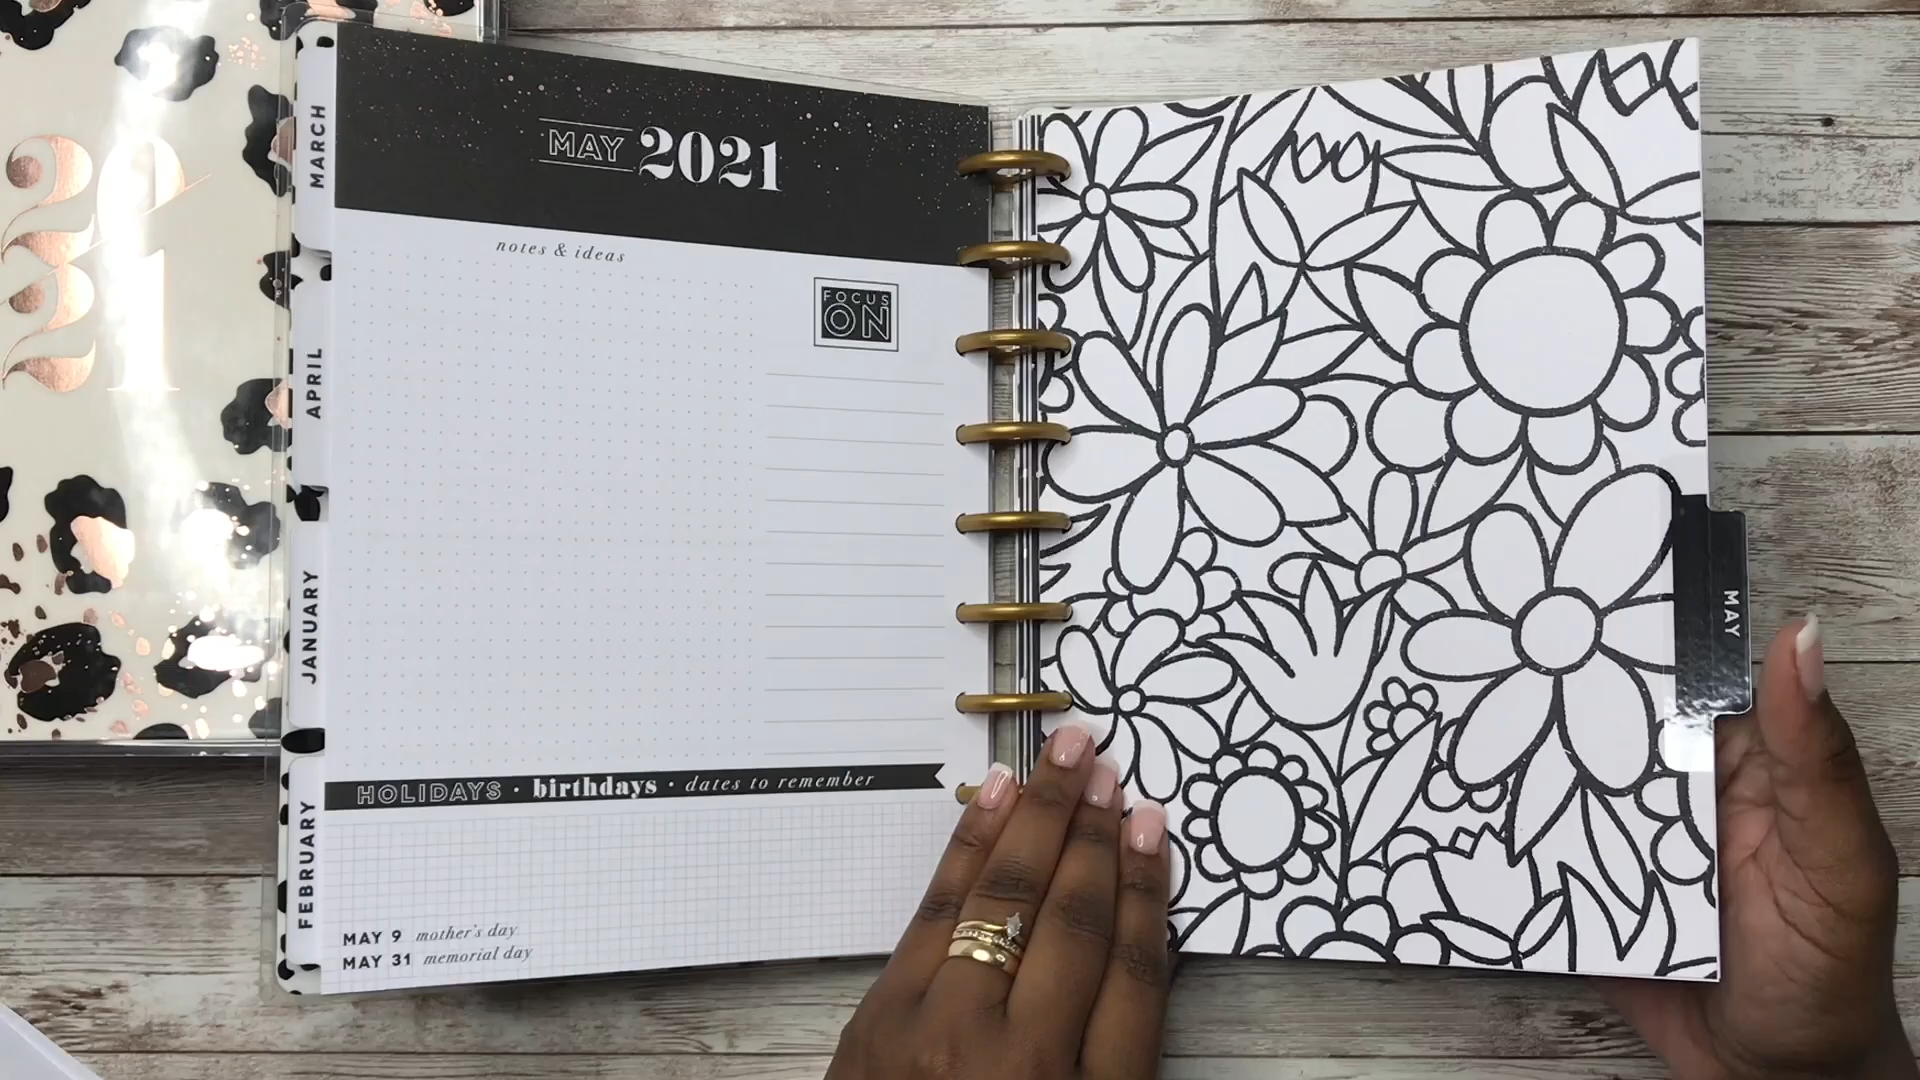 MAY 2021
notes & ideas
FOCUS
ON
HOLIDAYS · birthdays · dates to remember
MAY 9 mother's day
MAY 31 memorial day
MARCH
APRIL
JANUARY
FEBRUARY
MAY
2021